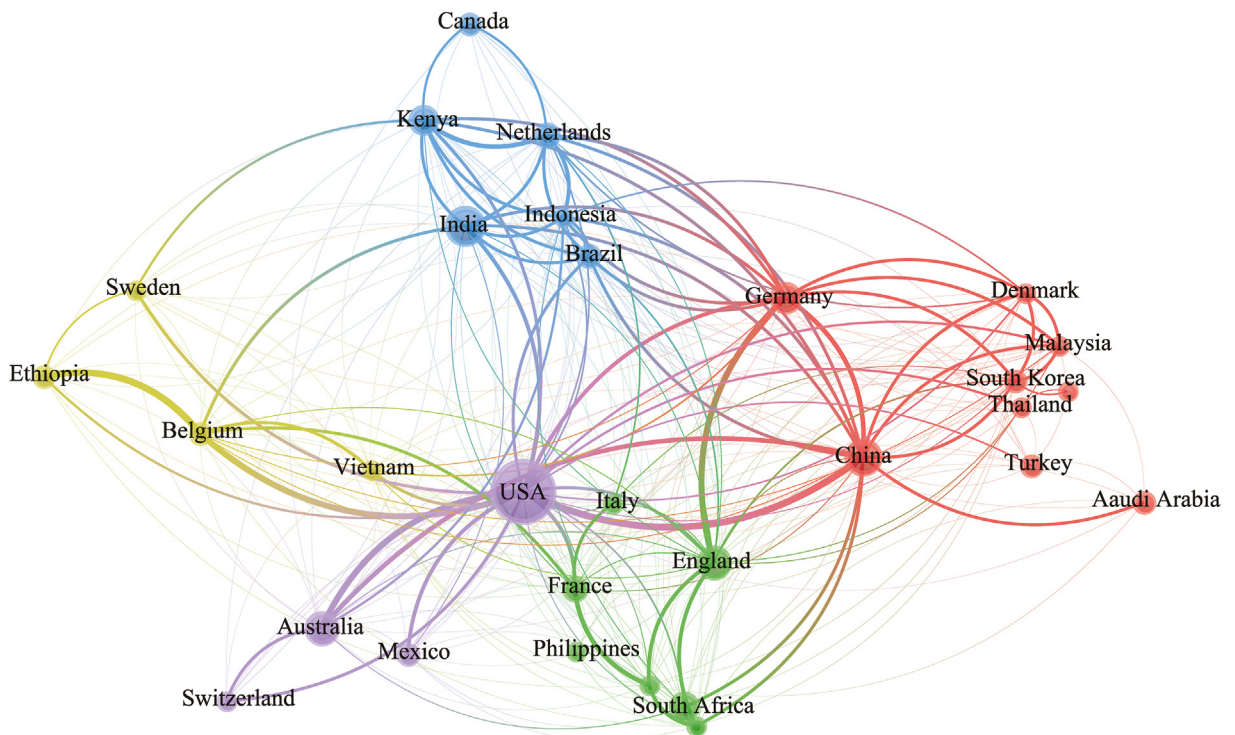 Canada
Kenya
Netherlands
Indonesia
India
Brazil
Sweden
Germany
Denmark
Malaysia
Ethiopia
South Korea
Thailand
Belgium
Vietnam
China
Turkey
USA
Italy
Aaudi Arabia
England
France
Australia
Mexico
Philippines
Switzerland
South Africa